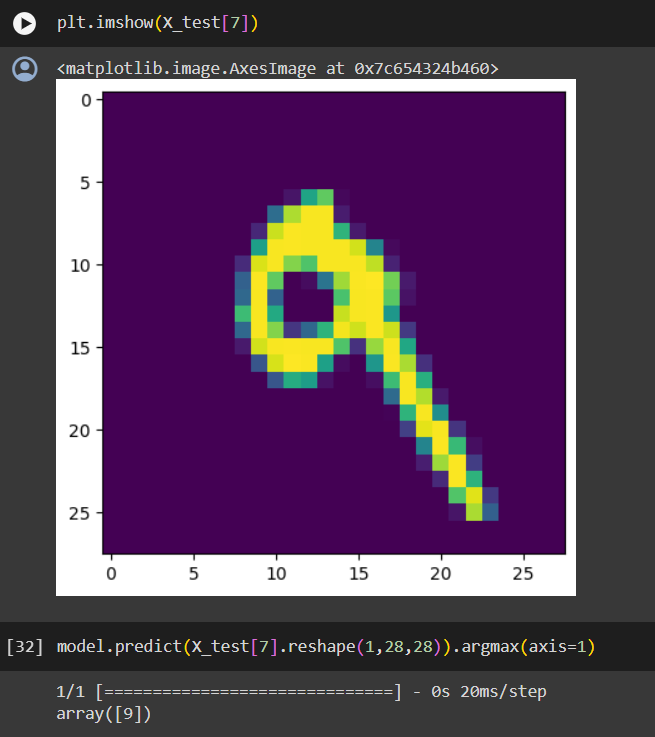 plt.imshow(X_test[7])
<matplotlib.image.AxesImage at 0x7c654324b460>
0
5
10
15
20
25
0 5 10 15 20 25
[32] model.predict(X_test[7].reshape(1,28,28)).argmax(axis=1)
1/1 [==============================] - 0s 20ms/step
array([9])